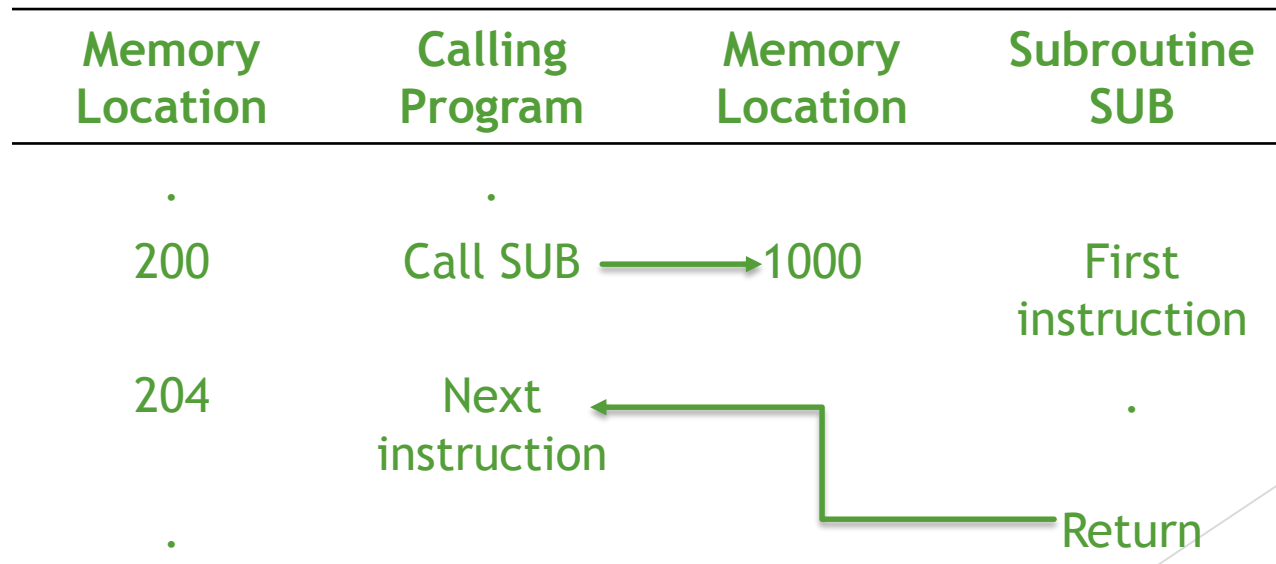 Memory Location Calling Program Memory Location Subroutine SUB
. .
200 Call SUB 1000 First instruction
204 Next instruction .
. Return